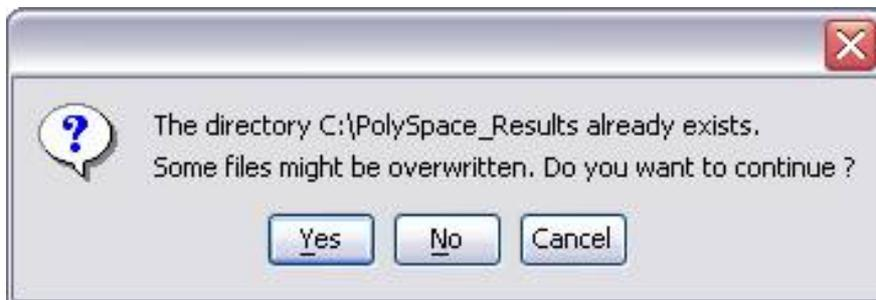 ?
The directory C:\PolySpace_Results already exists.
Some files might be overwritten. Do you want to continue ?
Yes No Cancel